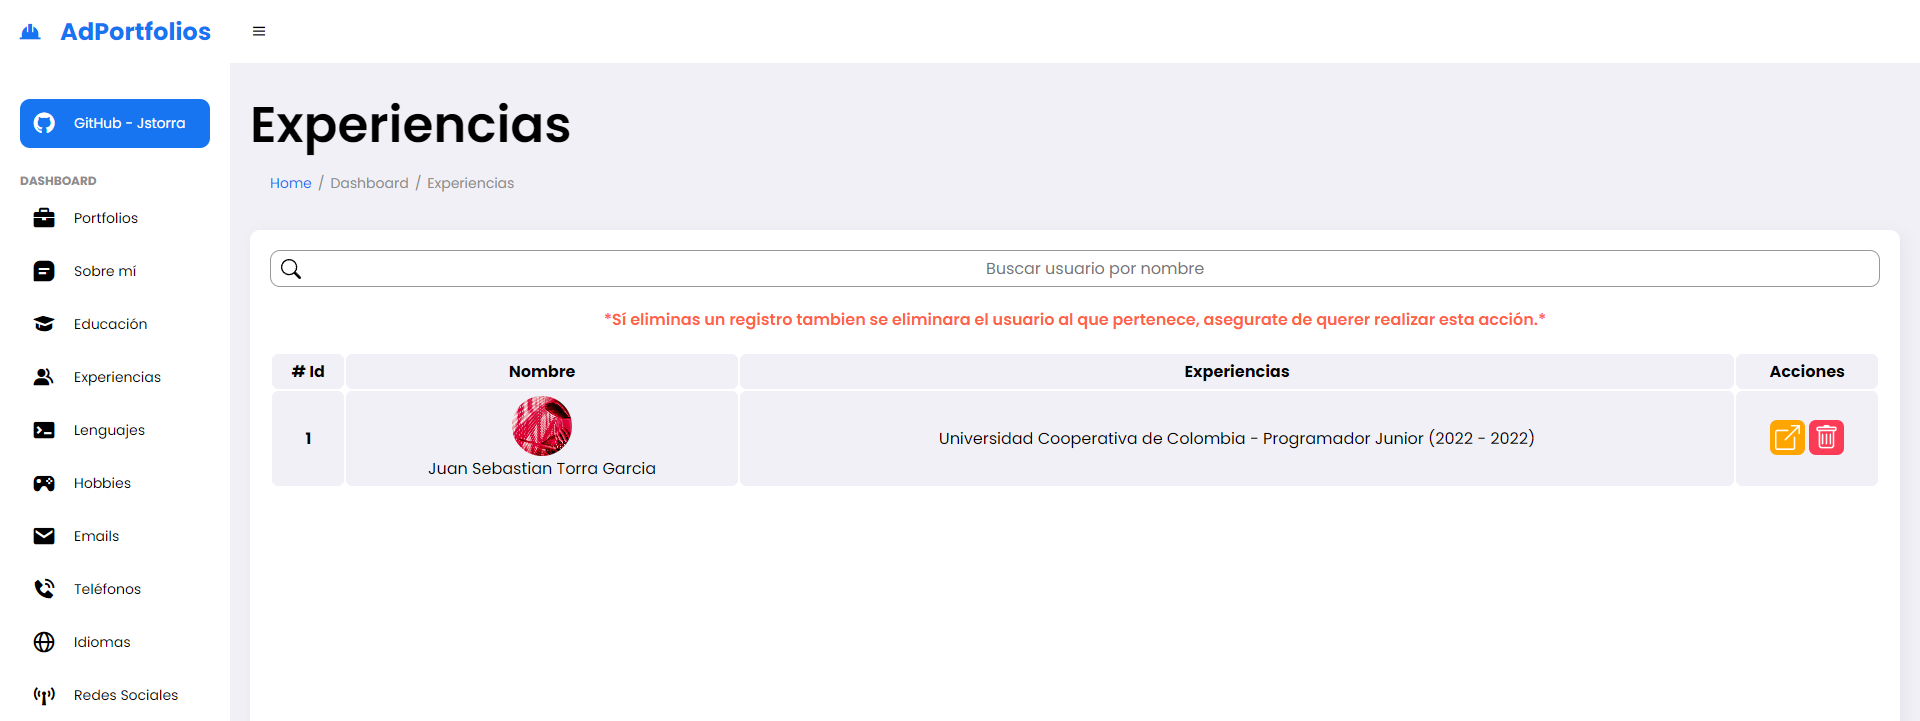 AdPortfolios
GitHub - Jstorra
DASHBOARD
Portfolios
Sobre mí
Educación
Experiencias
Lenguajes
Hobbies
Emails
Teléfonos
Idiomas
Redes Sociales
Experiencias
Home / Dashboard / Experiencias
Buscar usuario por nombre
*Sí eliminas un registro tambien se eliminara el usuario al que pertenece, asegurate de querer realizar esta acción.*
# Id Nombre Experiencias Acciones
1 Juan Sebastian Torra Garcia Universidad Cooperativa de Colombia - Programador Junior (2022 - 2022)